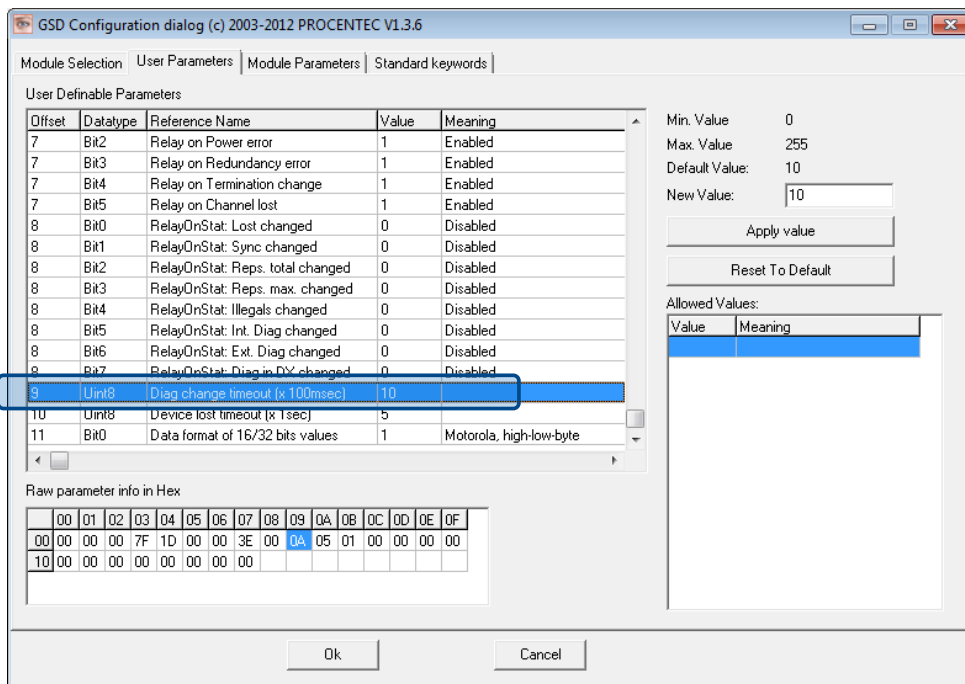 GSD Configuration dialog (c) 2003-2012 PROCENTEC V1.3.6
Module Selection User Parameters Module Parameters Standard keywords
User Definable Parameters
Offset Datatype Reference Name Value Meaning
7 Bit2 Relay on Power error 1 Enabled
7 Bit3 Relay on Redundancy error 1 Enabled
7 Bit4 Relay on Termination change 1 Enabled
7 Bit5 Relay on Channel lost 1 Enabled
8 Bit0 RelayOnStat: Lost changed 0 Disabled
8 Bit1 RelayOnStat: Sync changed 0 Disabled
8 Bit2 RelayOnStat: Reps. total changed 0 Disabled
8 Bit3 RelayOnStat: Reps. max. changed 0 Disabled
8 Bit4 RelayOnStat: Illegals changed 0 Disabled
8 Bit5 RelayOnStat: Int. Diag changed 0 Disabled
8 Bit6 RelayOnStat: Ext. Diag changed 0 Disabled
8 Bit7 RelayOnStat: Diag in DX changed 0 Disabled
9 Uint8 Diag change timeout (x 100msec) 10
10 Uint8 Device lost timeout (x 1sec) 5
11 Bit0 Data format of 16/32 bits values 1 Motorola, high-low-byte
Min. Value 0
Max. Value 255
Default Value: 10
New Value: 10
Apply value
Reset To Default
Allowed Values:
Value Meaning
Raw parameter info in Hex
00 01 02 03 04 05 06 07 08 09 0A 0B 0C 0D 0E 0F
00 00 00 00 7F 1D 00 00 3E 00 0A 05 01 00 00 00 00
10 00 00 00 00 00 00 00
Ok Cancel